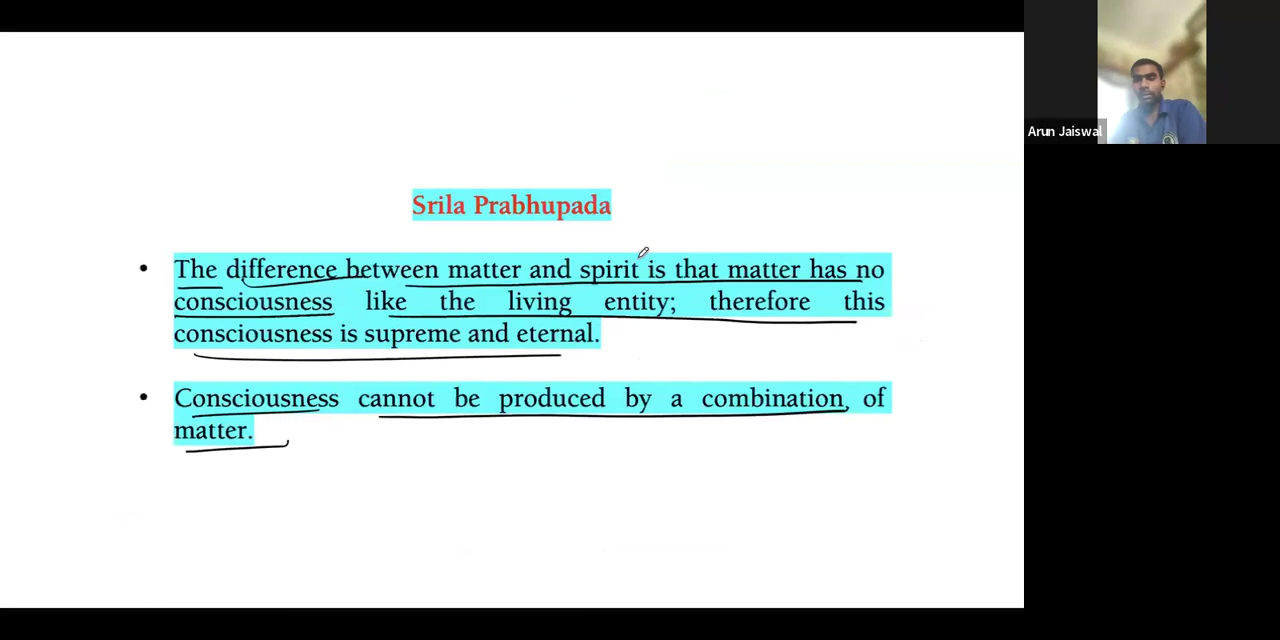 Srila Prabhupada
• The difference between matter and spirit is that matter has no
consciousness like the living entity; therefore this
consciousness is supreme and eternal.
• Consciousness cannot be produced by a combination of
matter.
Arun Jaiswal